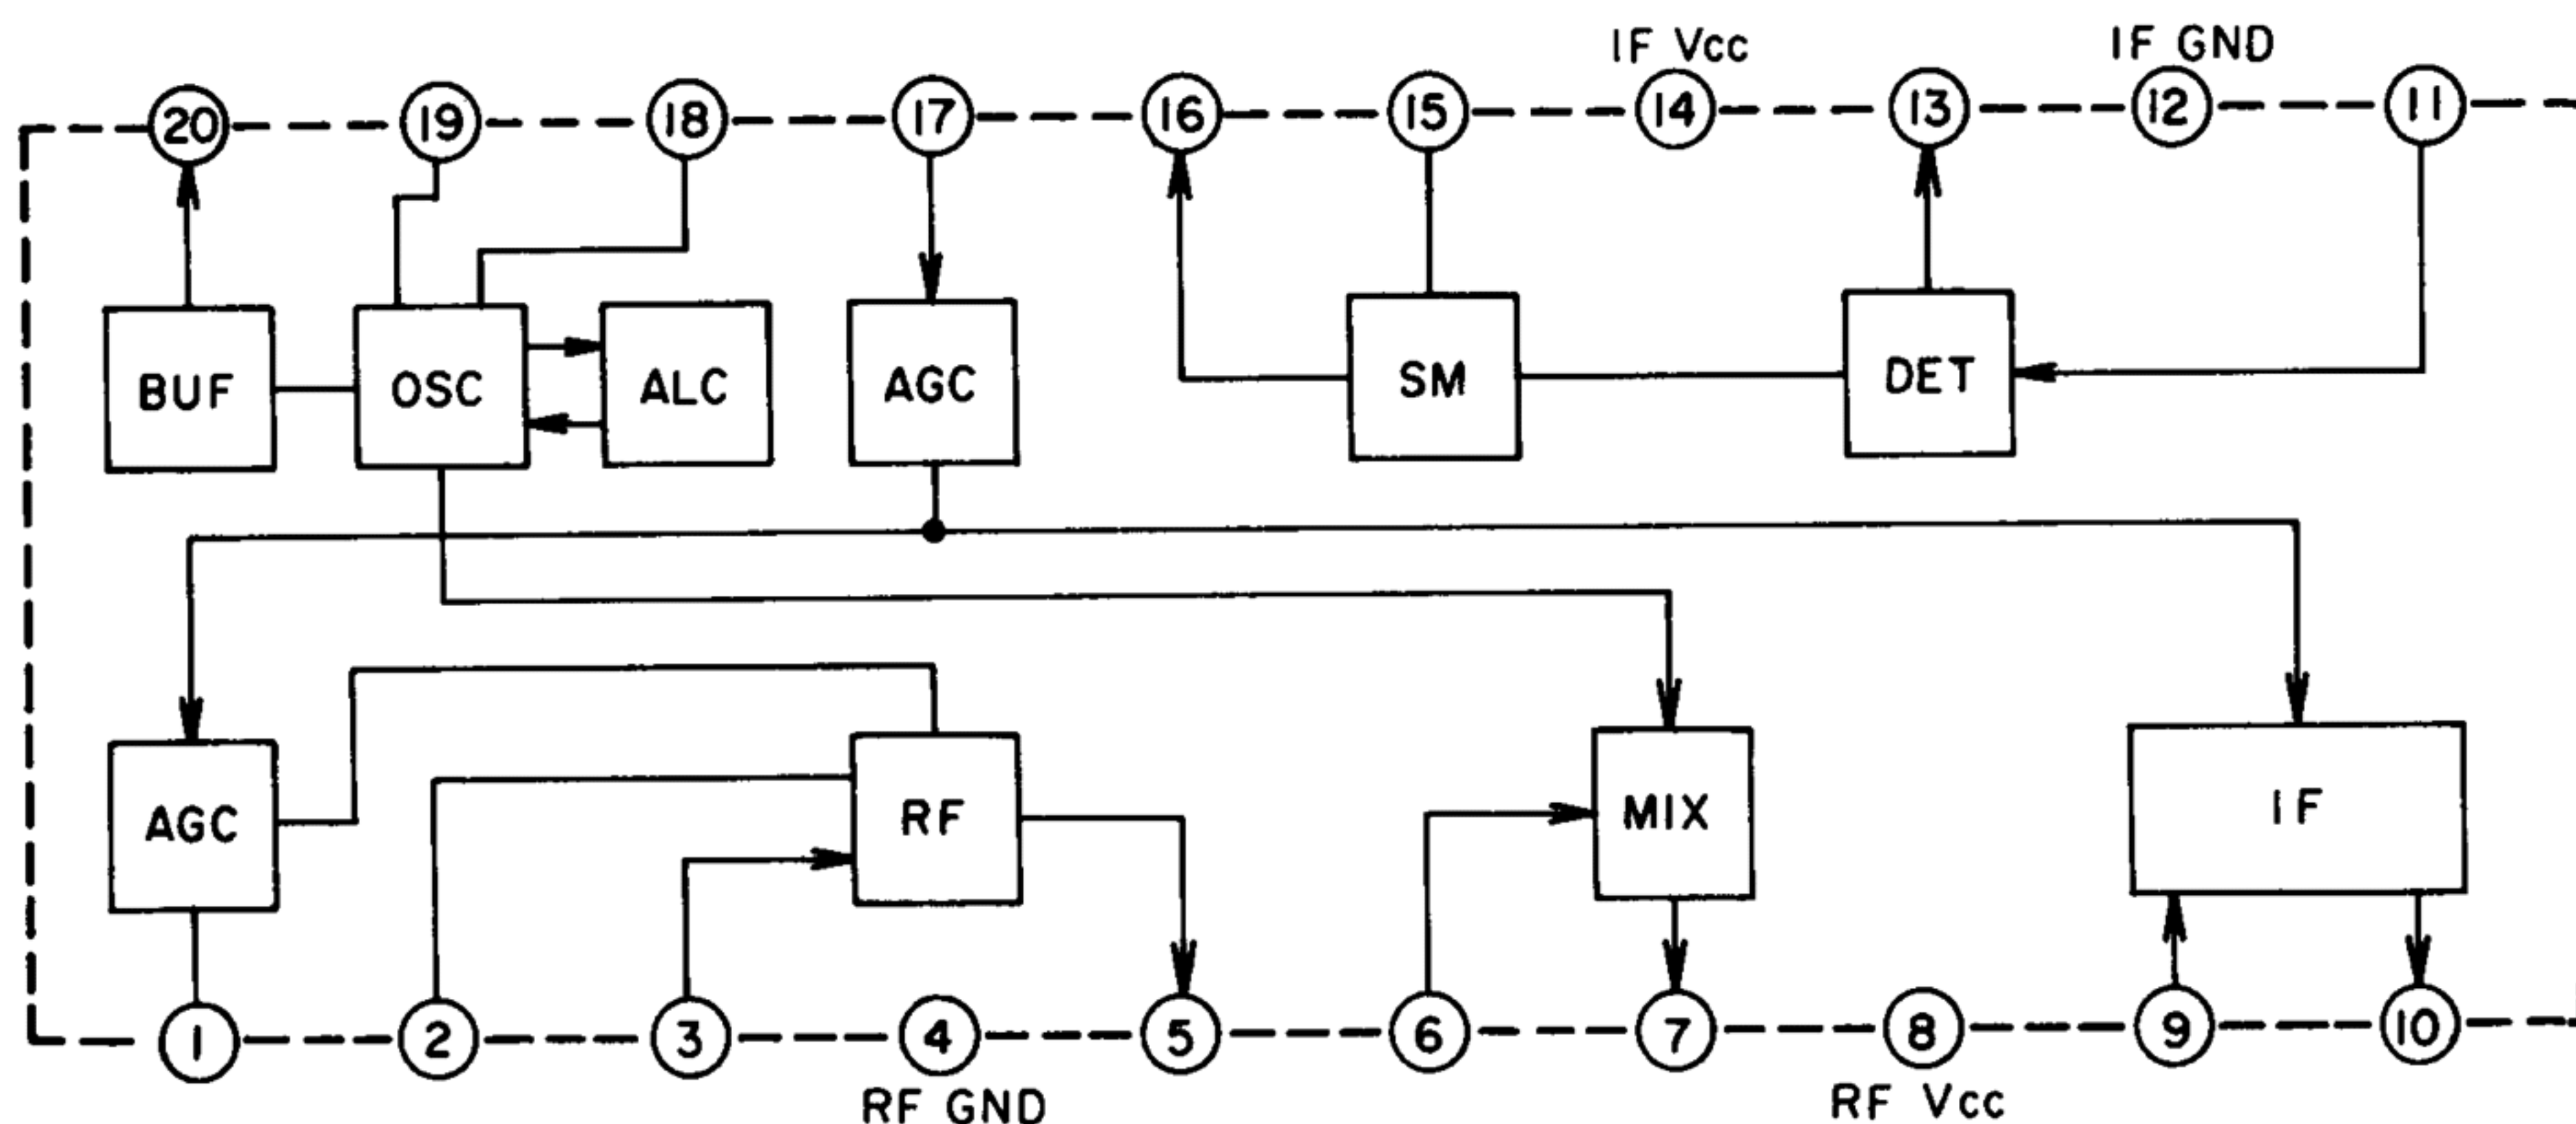 IF Vcc IF GND
20 19 18 17 16 15 14 13 12 11
BUF OSC ALC AGC SM DET
AGC RF MIX IF
1 2 3 4 5 6 7 8 9 10
RF GND RF Vcc